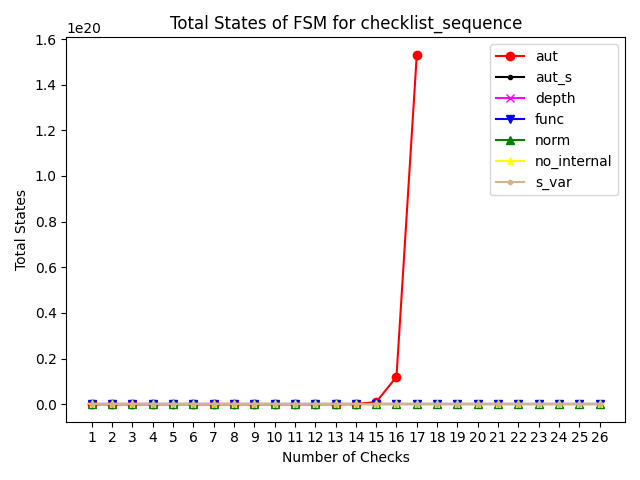 Total States of FSM for checklist_sequence
1e20
1.6
1.4
1.2
1.0
0.8
0.6
0.4
0.2
0.0
Total States
aut
aut_s
depth
func
norm
no_internal
s_var
1 2 3 4 5 6 7 8 9 10 11 12 13 14 15 16 17 18 19 20 21 22 23 24 25 26
Number of Checks